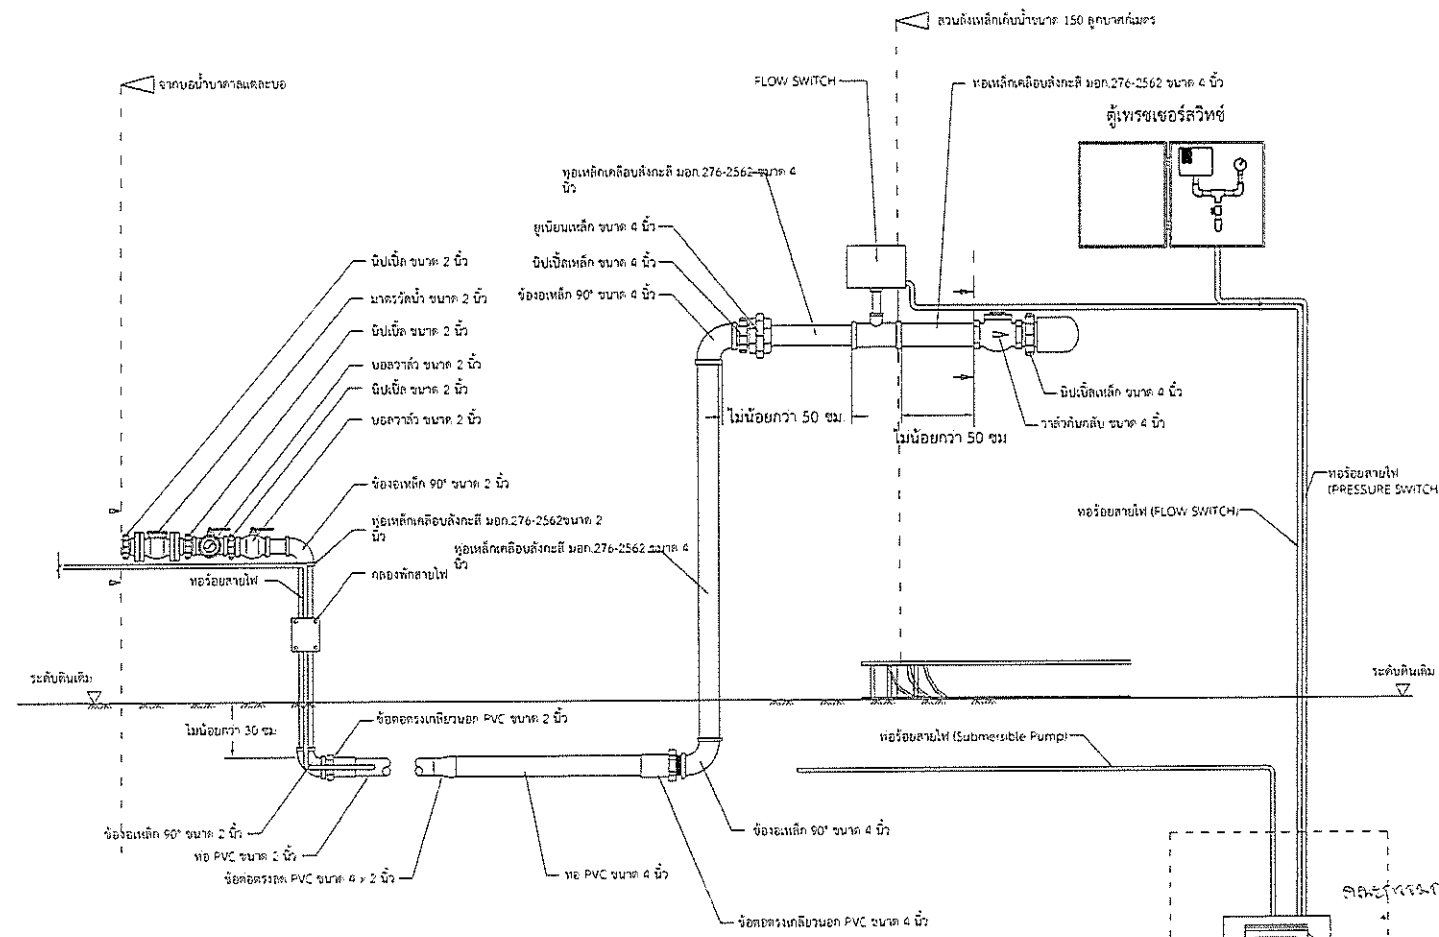 ส่วนถังเหล็กเก็บน้ำขนาด 150 ลูกบาศก์เมตร
จากบ่อน้ำบาดาลแต่ละบ่อ
FLOW SWITCH
ท่อเหล็กเคลือบสังกะสี มอก.276-2562 ขนาด 4 นิ้ว
ตู้เพรชเชอร์สวิทซ์
ท่อเหล็กเคลือบสังกะสี มอก.276-2562 ขนาด 4
นิ้ว
ยูเนียนเหล็ก ขนาด 4 นิ้ว
นิปเปิ้ลเหล็ก ขนาด 4 นิ้ว
ข้องอเหล็ก 90° ขนาด 4 นิ้ว
นิปเปิ้ล ขนาด 2 นิ้ว
มาตรวัดน้ำ ขนาด 2 นิ้ว
นิปเปิ้ล ขนาด 2 นิ้ว
บอลวาล์ว ขนาด 2 นิ้ว
นิปเปิ้ล ขนาด 2 นิ้ว
บอลวาล์ว ขนาด 2 นิ้ว
นิปเปิ้ลเหล็ก ขนาด 4 นิ้ว
วาล์วกันกลับ ขนาด 4 นิ้ว
ไม่น้อยกว่า 50 ซม
ไม่น้อยกว่า 50 ซม
ข้องอเหล็ก 90° ขนาด 2 นิ้ว
ท่อเหล็กเคลือบสังกะสี มอก.276-2562ขนาด 2
นิ้ว
ท่อเหล็กเคลือบสังกะสี มอก.276-2562 ขนาด 4
นิ้ว
ท่อร้อยสายไฟ
กล่องพักสายไฟ
ท่อร้อยสายไฟ
(PRESSURE SWITCH
ท่อร้อยสายไฟ (FLOW SWITCH)
ระดับดินเดิม
ระดับดินเดิม
ไม่น้อยกว่า 30 ซม.
ข้อต่อตรงเกลียวนอก PVC ขนาด 2 นิ้ว
ท่อร้อยสายไฟ (Submersible Pump)
ข้องอเหล็ก 90° ขนาด 2 นิ้ว
ท่อ PVC ขนาด 2 นิ้ว
ข้อต่อตรงลด PVC ขนาด 4 x 2 นิ้ว
ท่อ PVC ขนาด 4 นิ้ว
ข้องอเหล็ก 90° ขนาด 4 นิ้ว
ข้อต่อตรงเกลียวนอก PVC ขนาด 4 นิ้ว